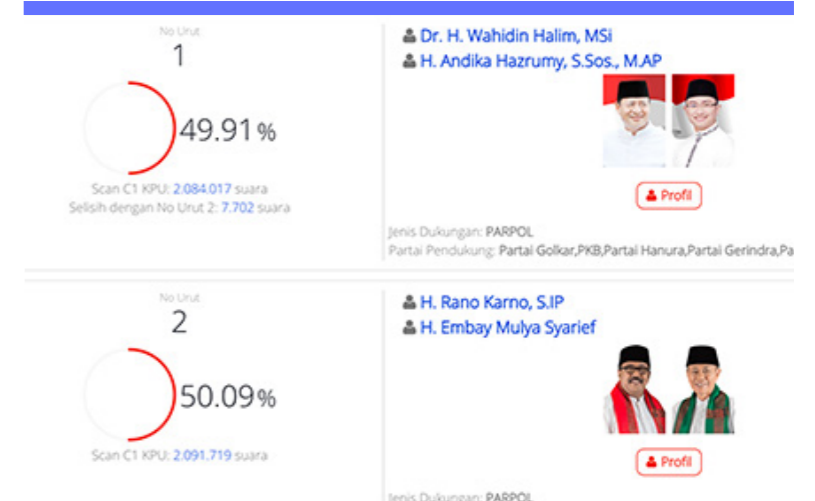 No Urut
1
49.91 %
Scan C1 KPU: 2.084.017 suara
Selisih dengan No Urut 2: 7.702 suara
Dr. H. Wahidin Halim, MSi
H. Andika Hazrumy, S.Sos., M.AP
Profil
Jenis Dukungan: PARPOL
Partai Pendukung: Partai Golkar,PKB,Partai Hanura,Partai Gerindra,Pa
No Urut
2
50.09%
Scan C1 KPU: 2.091.719 suara
H. Rano Karno, S.IP
H. Embay Mulya Syarief
Profil
Jenis Dukungan: PARPOL